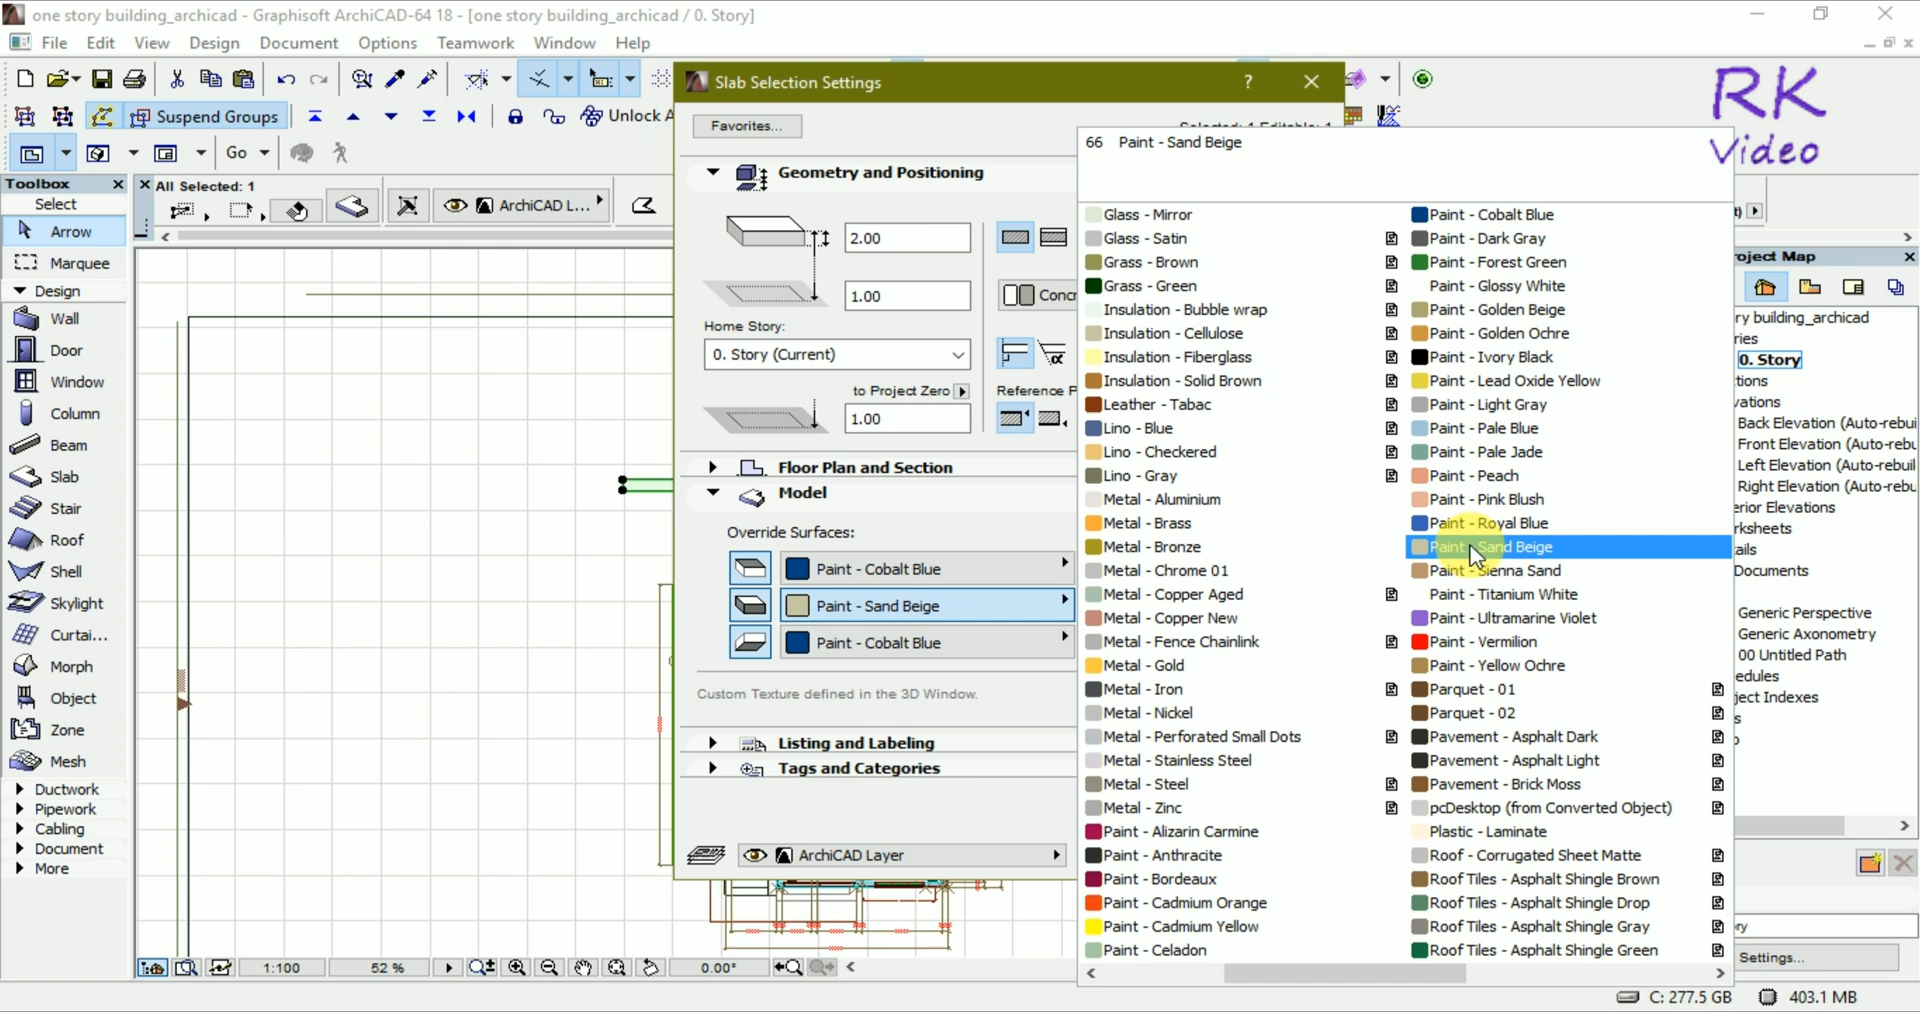 one story building_archicad - Graphisoft ArchiCAD-64 18 - [one story building_archicad / 0. Story]
File Edit View Design Document Options Teamwork Window Help
Suspend Groups
Unlock A
Go
RK
Video
Toolbox
Select
Arrow
Marquee
Design
Wall
Door
Window
Column
Beam
Slab
Stair
Roof
Shell
Skylight
Curtai...
Morph
Object
Zone
Mesh
Ductwork
Pipework
Cabling
Document
More
All Selected: 1
ArchiCAD L...
1:100
52 %
0.00°
Slab Selection Settings
?
Favorites...
Geometry and Positioning
2.00
1.00
Concr
Home Story:
0. Story (Current)
to Project Zero
Reference P
1.00
Floor Plan and Section
Model
Override Surfaces:
Paint - Cobalt Blue
Paint - Sand Beige
Paint - Cobalt Blue
Custom Texture defined in the 3D Window.
Listing and Labeling
Tags and Categories
ArchiCAD Layer
66 Paint - Sand Beige
Glass - Mirror
Glass - Satin
Grass - Brown
Grass - Green
Insulation - Bubble wrap
Insulation - Cellulose
Insulation - Fiberglass
Insulation - Solid Brown
Leather - Tabac
Lino - Blue
Lino - Checkered
Lino - Gray
Metal - Aluminium
Metal - Brass
Metal - Bronze
Metal - Chrome 01
Metal - Copper Aged
Metal - Copper New
Metal - Fence Chainlink
Metal - Gold
Metal - Iron
Metal - Nickel
Metal - Perforated Small Dots
Metal - Stainless Steel
Metal - Steel
Metal - Zinc
Paint - Alizarin Carmine
Paint - Anthracite
Paint - Bordeaux
Paint - Cadmium Orange
Paint - Cadmium Yellow
Paint - Celadon
Paint - Cobalt Blue
Paint - Dark Gray
Paint - Forest Green
Paint - Glossy White
Paint - Golden Beige
Paint - Golden Ochre
Paint - Ivory Black
Paint - Lead Oxide Yellow
Paint - Light Gray
Paint - Pale Blue
Paint - Pale Jade
Paint - Peach
Paint - Pink Blush
Paint - Royal Blue
Paint - Sand Beige
Paint - Sienna Sand
Paint - Titanium White
Paint - Ultramarine Violet
Paint - Vermilion
Paint - Yellow Ochre
Parquet - 01
Parquet - 02
Pavement - Asphalt Dark
Pavement - Asphalt Light
Pavement - Brick Moss
pcDesktop (from Converted Object)
Plastic - Laminate
Roof - Corrugated Sheet Matte
Roof Tiles - Asphalt Shingle Brown
Roof Tiles - Asphalt Shingle Drop
Roof Tiles - Asphalt Shingle Gray
Roof Tiles - Asphalt Shingle Green
oject Map
ry building_archicad
ries
0. Story
tions
vations
Back Elevation (Auto-rebui
Front Elevation (Auto-rebu
Left Elevation (Auto-rebuil
Right Elevation (Auto-rebu
erior Elevations
rksheets
ails
Documents
Generic Perspective
Generic Axonometry
00 Untitled Path
edules
ject Indexes
s
ry
Settings...
C: 277.5 GB
403.1 MB